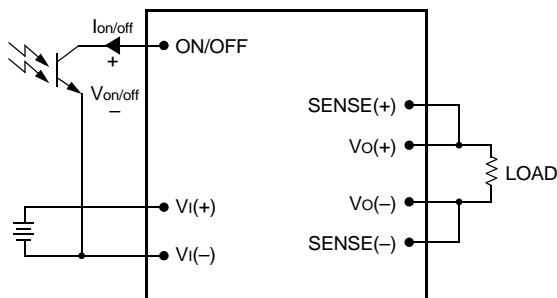 Ion/off
+
Von/off
–
ON/OFF
VI(+)
VI(–)
SENSE(+)
VO(+)
VO(–)
SENSE(–)
LOAD